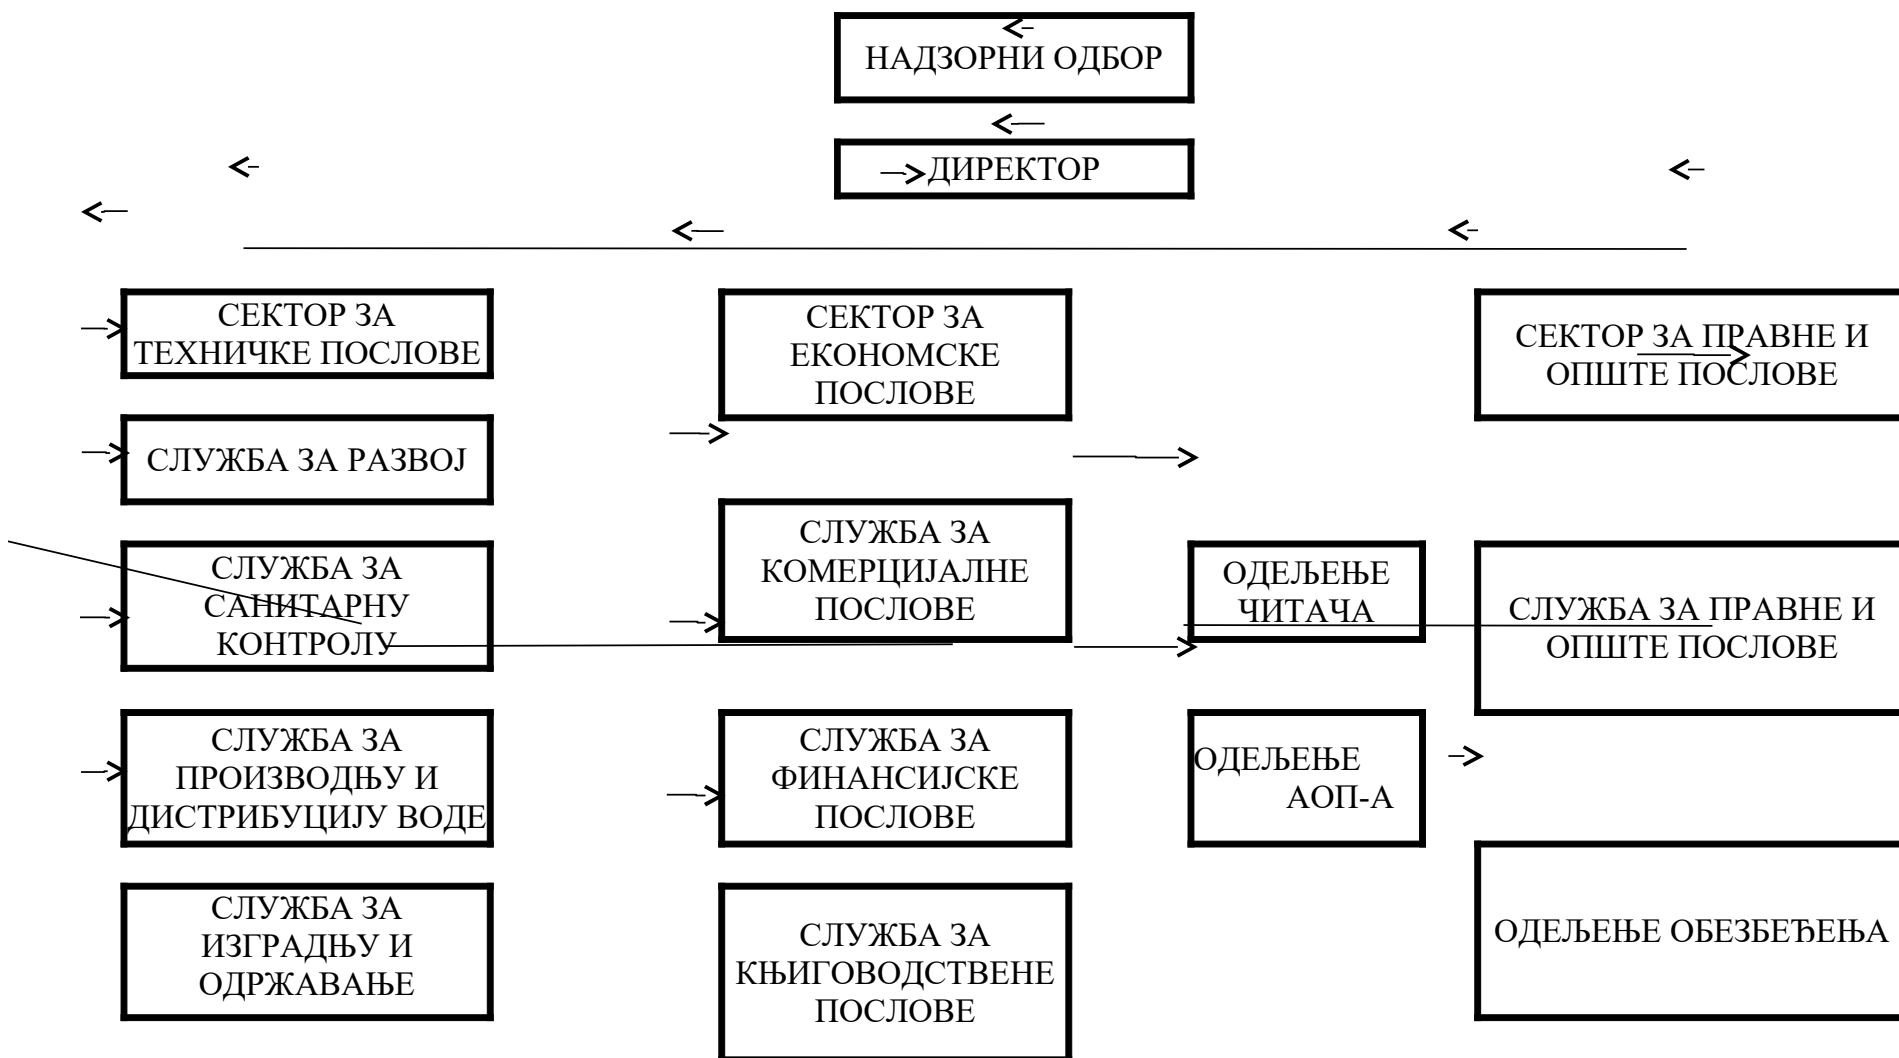 НАДЗОРНИ ОДБОР
ДИРЕКТОР
СЕКТОР ЗА
ТЕХНИЧКЕ ПОСЛОВЕ
СЕКТОР ЗА
ЕКОНОМСКЕ
ПОСЛОВЕ
СЕКТОР ЗА ПРАВНЕ И
ОПШТЕ ПОСЛОВЕ
СЛУЖБА ЗА РАЗВОЈ
СЛУЖБА ЗА
КОМЕРЦИЈАЛНЕ
ПОСЛОВЕ
СЛУЖБА ЗА
САНИТАРНУ
КОНТРОЛУ
ОДЕЉЕЊЕ
ЧИТАЧА
СЛУЖБА ЗА ПРАВНЕ И
ОПШТЕ ПОСЛОВЕ
СЛУЖБА ЗА
ПРОИЗВОДЊУ И
ДИСТРИБУЦИЈУ ВОДЕ
СЛУЖБА ЗА
ФИНАНСИЈСКЕ
ПОСЛОВЕ
ОДЕЉЕЊЕ
АОП-А
СЛУЖБА ЗА
ИЗГРАДЊУ И
ОДРЖАВАЊЕ
СЛУЖБА ЗА
КЊИГОВОДСТВЕНЕ
ПОСЛОВЕ
ОДЕЉЕЊЕ ОБЕЗБЕЂЕЊА